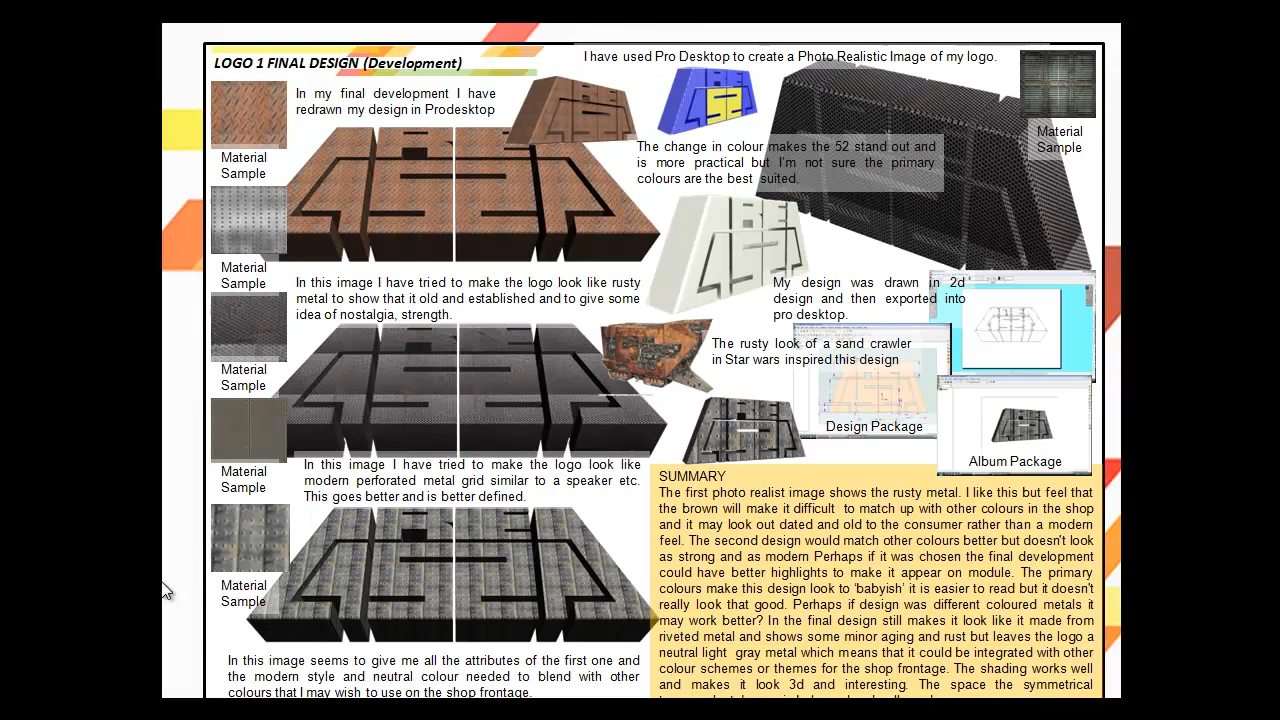 LOGO 1 FINAL DESIGN (Development)
In my final development I have
redrawn my design in Prodesktop
Material
Sample
Material
Sample
Material
Sample
Material
Sample
Material
Sample
In this image I have tried to make the logo look like rusty
metal to show that it old and established and to give some
idea of nostalgia, strength.
In this image I have tried to make the logo look like
modern perforated metal grid similar to a speaker etc.
This goes better and is better defined.
In this image seems to give me all the attributes of the first one and
the modern style and neutral colour needed to blend with other
colours that I may wish to use on the shop frontage.
I have used Pro Desktop to create a Photo Realistic Image of my logo.
Material
Sample
The change in colour makes the 52 stand out and
is more practical but I'm not sure the primary
colours are the best suited.
My design was drawn in 2d
design and then exported into
pro desktop.
The rusty look of a sand crawler
in Star wars inspired this design
Design Package
Album Package
SUMMARY
The first photo realist image shows the rusty metal. I like this but feel that
the brown will make it difficult to match up with other colours in the shop
and it may look out dated and old to the consumer rather than a modern
feel. The second design would match other colours better but doesn't look
as strong and as modern Perhaps if it was chosen the final development
could have better highlights to make it appear on module. The primary
colours make this design look to 'babyish' it is easier to read but it doesn't
really look that good. Perhaps if design was different coloured metals it
may work better? In the final design still makes it look like it made from
riveted metal and shows some minor aging and rust but leaves the logo a
neutral light gray metal which means that it could be integrated with other
colour schemes or themes for the shop frontage. The shading works well
and makes it look 3d and interesting. The space the symmetrical